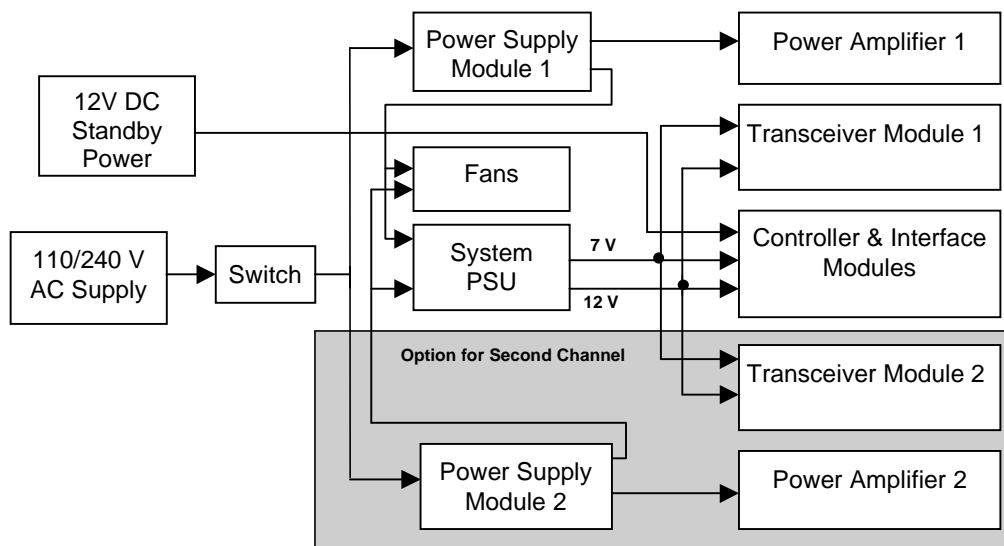 Power Supply
Module 1
Power Amplifier 1
12V DC
Standby
Power
Transceiver Module 1
Fans
110/240 V
AC Supply
Switch
System
PSU
7 V
12 V
Controller & Interface
Modules
Option for Second Channel
Transceiver Module 2
Power Supply
Module 2
Power Amplifier 2